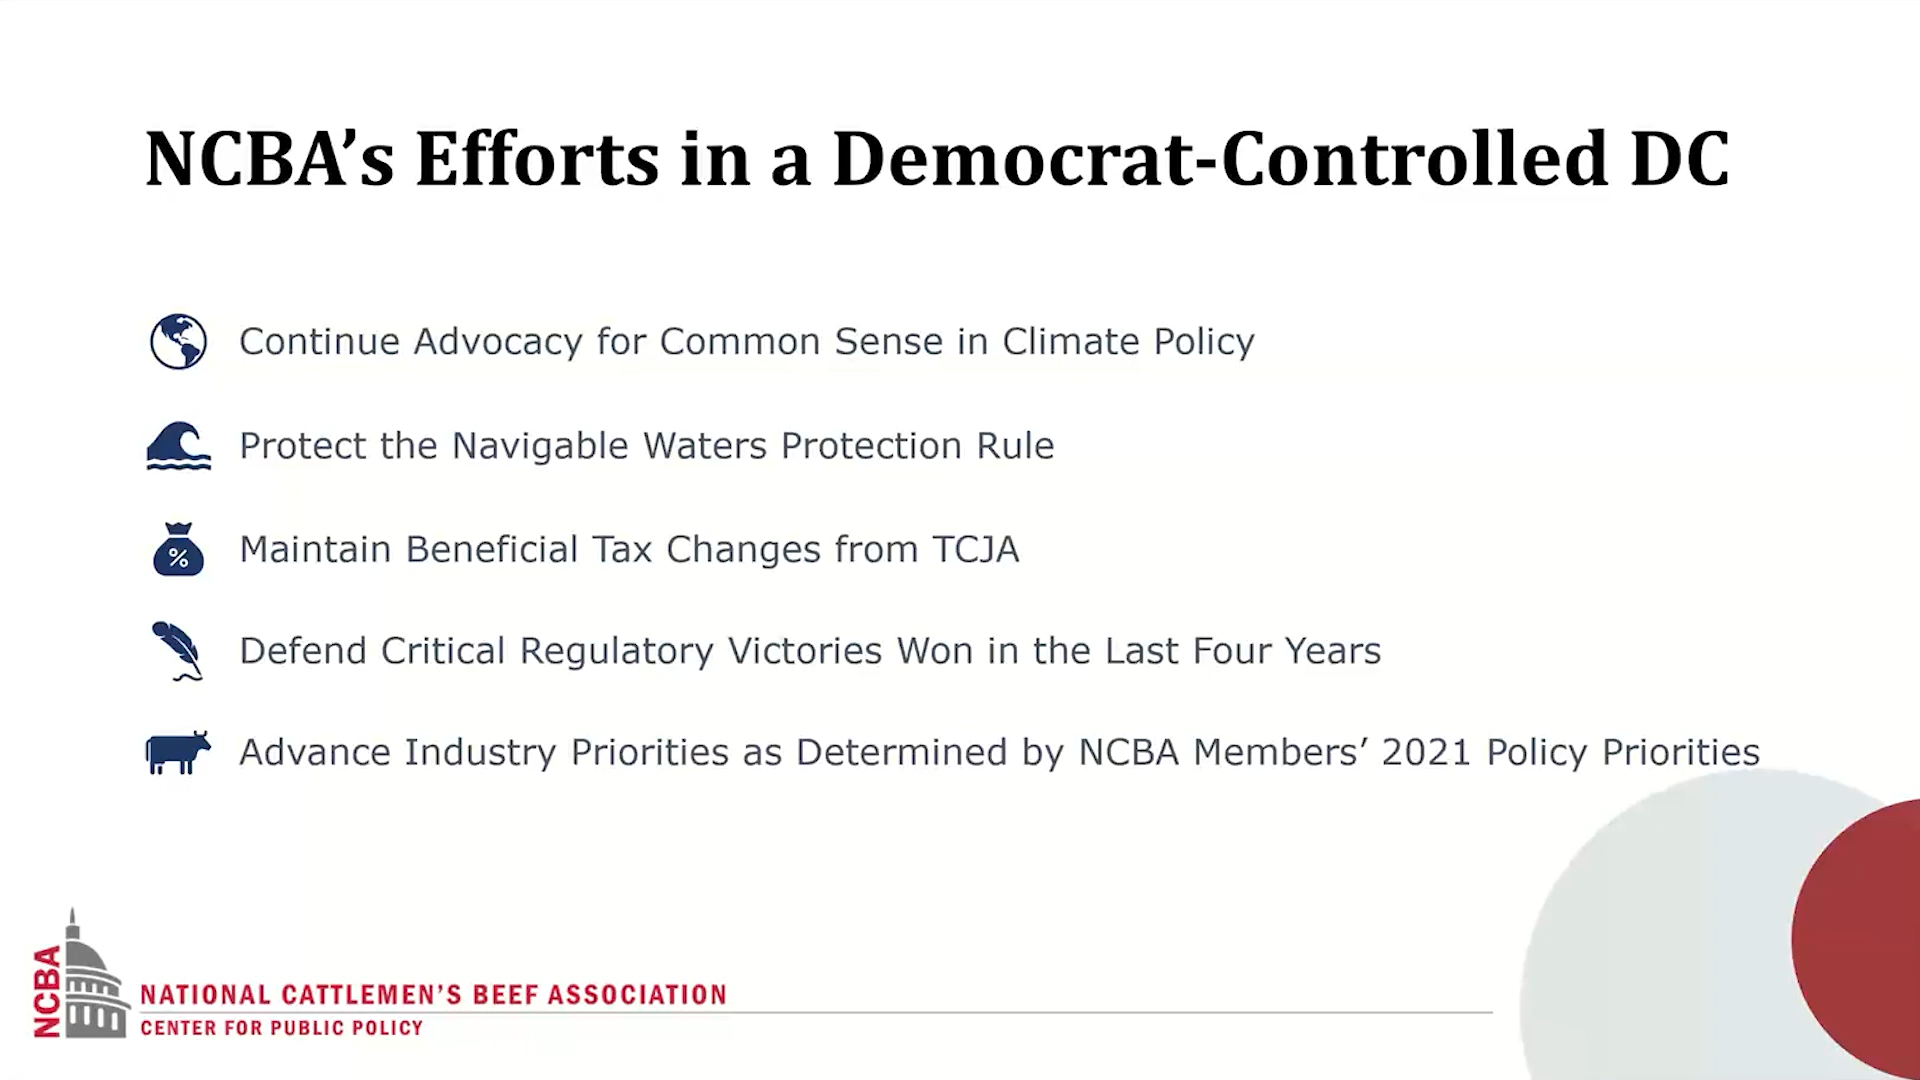 NCBA’s Efforts in a Democrat-Controlled DC
Continue Advocacy for Common Sense in Climate Policy
Protect the Navigable Waters Protection Rule
%
Maintain Beneficial Tax Changes from TCJA
Defend Critical Regulatory Victories Won in the Last Four Years
Advance Industry Priorities as Determined by NCBA Members’ 2021 Policy Priorities
NCBA
NATIONAL CATTLEMEN’S BEEF ASSOCIATION
CENTER FOR PUBLIC POLICY